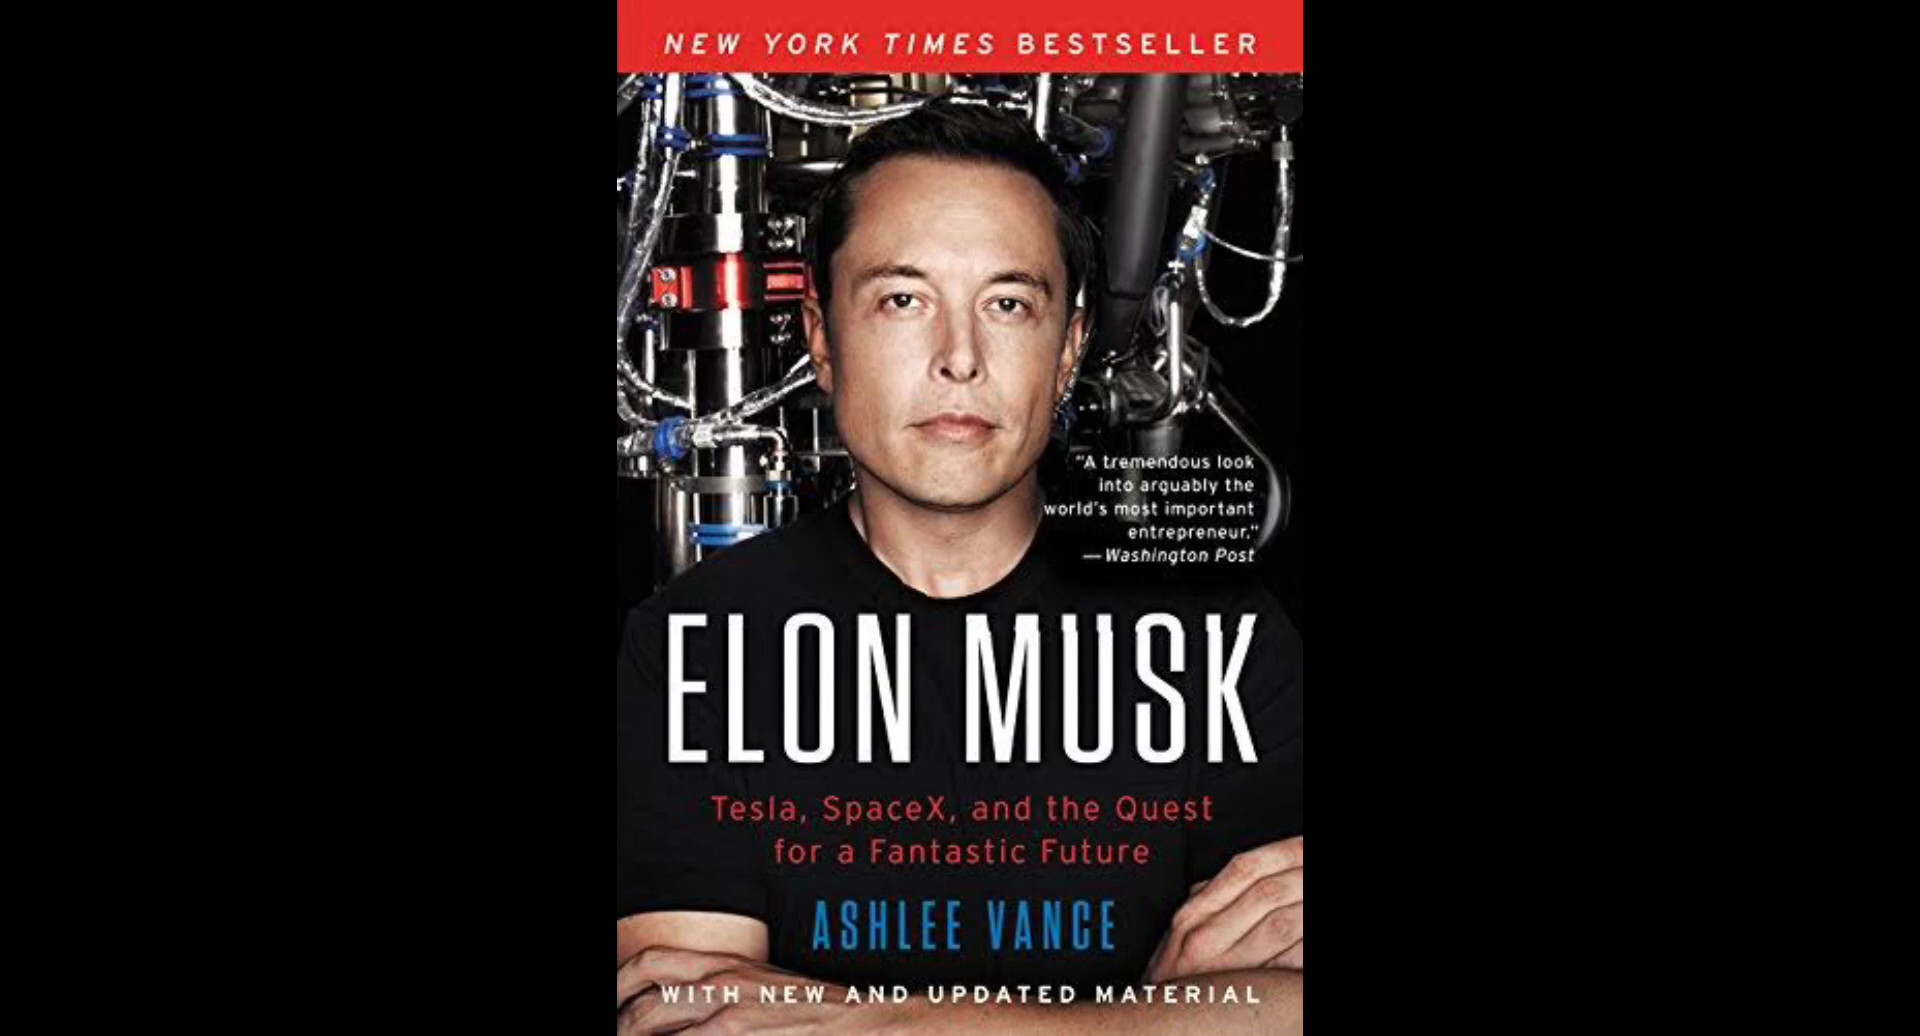 NEW YORK TIMES BESTSELLER
"A tremendous look
into arguably the
world's most important
entrepreneur."
—Washington Post
ELON MUSK
Tesla, SpaceX, and the Quest
for a Fantastic Future
ASHLEE VANCE
WITH NEW AND UPDATED MATERIAL